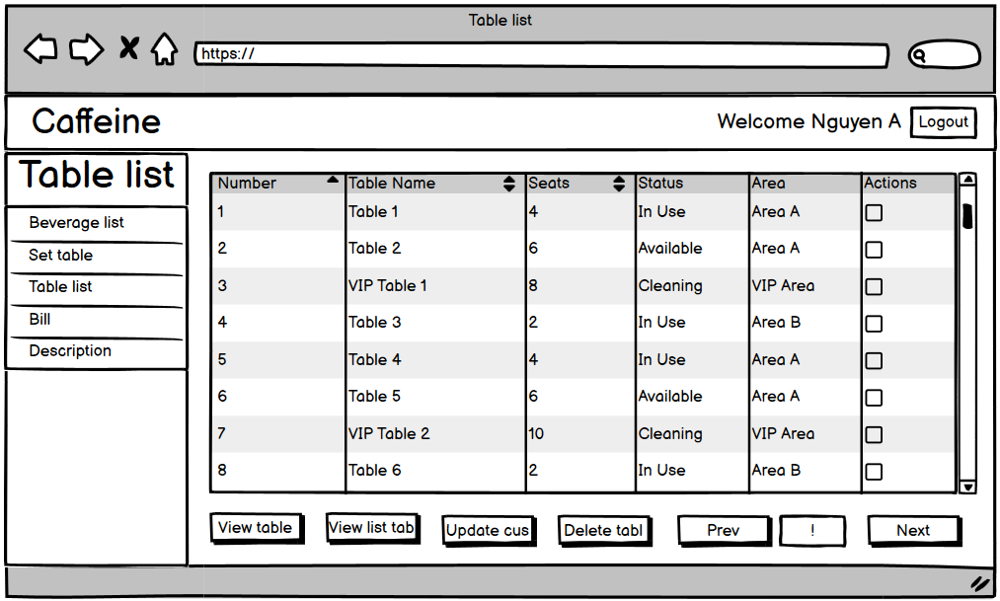 Table list
https://
Caffeine
Welcome Nguyen A Logout
Table list
Beverage list
Set table
Table list
Bill
Description
Number Table Name Seats Status Area Actions
1 Table 1 4 In Use Area A
2 Table 2 6 Available Area A
3 VIP Table 1 8 Cleaning VIP Area
4 Table 3 2 In Use Area B
5 Table 4 4 In Use Area A
6 Table 5 6 Available Area A
7 VIP Table 2 10 Cleaning VIP Area
8 Table 6 2 In Use Area B
View table View list tab Update cus Delete tabl Prev ! Next